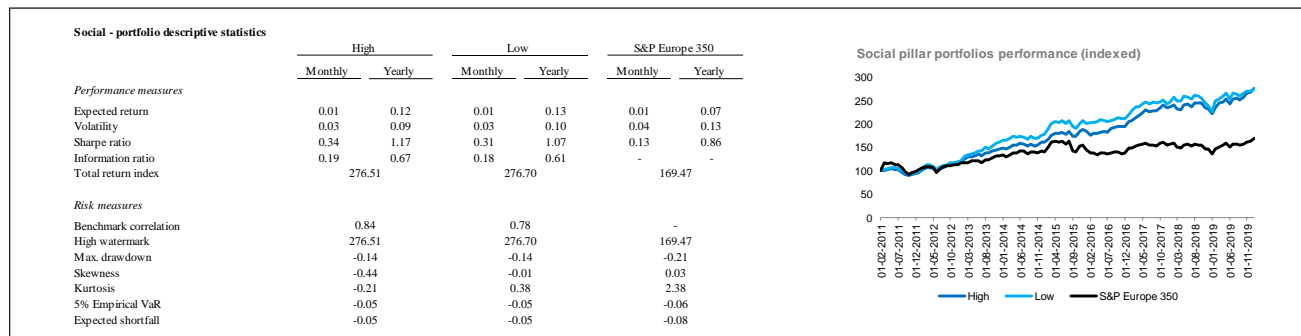 Social - portfolio descriptive statistics
High Low S&P Europe 350
Monthly Yearly Monthly Yearly Monthly Yearly
Performance measures
Expected return 0.01 0.12 0.01 0.13 0.01 0.07
Volatility 0.03 0.09 0.03 0.10 0.04 0.13
Sharpe ratio 0.34 1.17 0.31 1.07 0.13 0.86
Information ratio 0.19 0.67 0.18 0.61 - -
Total return index 276.51 276.70 169.47
Risk measures
Benchmark correlation 0.84 0.78 -
High watermark 276.51 276.70 169.47
Max. drawdown -0.14 -0.14 -0.21
Skewness -0.44 -0.01 0.03
Kurtosis -0.21 0.38 2.38
5% Empirical VaR -0.05 -0.05 -0.06
Expected shortfall -0.05 -0.05 -0.08
Social pillar portfolios performance (indexed)
300
250
200
150
100
50
0
01-02-2011
01-07-2011
01-12-2011
01-05-2012
01-10-2012
01-03-2013
01-08-2013
01-01-2014
01-06-2014
01-11-2014
01-04-2015
01-09-2015
01-02-2016
01-07-2016
01-12-2016
01-05-2017
01-10-2017
01-03-2018
01-08-2018
01-01-2019
01-06-2019
01-11-2019
High Low S&P Europe 350